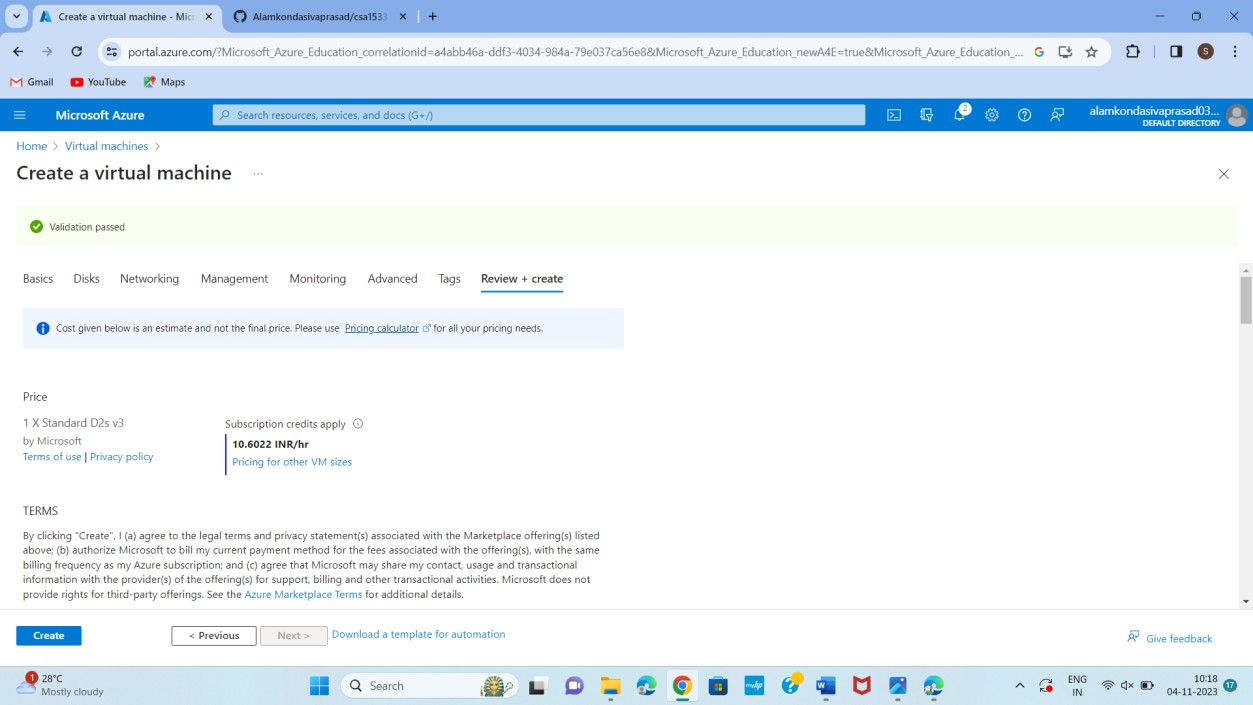 Create a virtual machine - Mic
Alamkondasivaprasad/csa1533
portal.azure.com/?Microsoft_Azure_Education_correlationId=a4abb46a-ddf3-4034-984a-79e037ca56e8&Microsoft_Azure_Education_newA4E=true&Microsoft_Azure_Education_...
G
S
Gmail YouTube Maps
Microsoft Azure
Search resources, services, and docs (G+/)
2
alamkondasivaprasad03...
DEFAULT DIRECTORY
Home > Virtual machines >
Create a virtual machine ...
Validation passed
Basics Disks Networking Management Monitoring Advanced Tags Review + create
Cost given below is an estimate and not the final price. Please use Pricing calculator for all your pricing needs.
Price
1 X Standard D2s v3
by Microsoft
Terms of use | Privacy policy
Subscription credits apply
10.6022 INR/hr
Pricing for other VM sizes
TERMS
By clicking "Create", I (a) agree to the legal terms and privacy statement(s) associated with the Marketplace offering(s) listed
above; (b) authorize Microsoft to bill my current payment method for the fees associated with the offering(s), with the same
billing frequency as my Azure subscription; and (c) agree that Microsoft may share my contact, usage and transactional
information with the provider(s) of the offering(s) for support, billing and other transactional activities. Microsoft does not
provide rights for third-party offerings. See the Azure Marketplace Terms for additional details.
Create < Previous Next > Download a template for automation
Give feedback
1
28°C
Mostly cloudy
Search
ENG
IN
10:18
04-11-2023
17